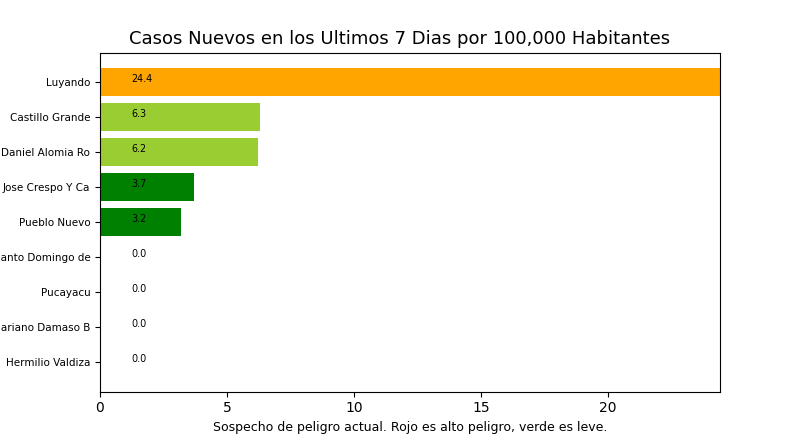 Casos Nuevos en los Ultimos 7 Dias por 100,000 Habitantes
Luyando 24.4
Castillo Grande 6.3
Daniel Alomia Ro 6.2
Jose Crespo Y Ca 3.7
Pueblo Nuevo 3.2
anto Domingo de 0.0
Pucayacu 0.0
ariano Damaso B 0.0
Hermilio Valdiza 0.0
0 5 10 15 20
Sospecho de peligro actual. Rojo es alto peligro, verde es leve.